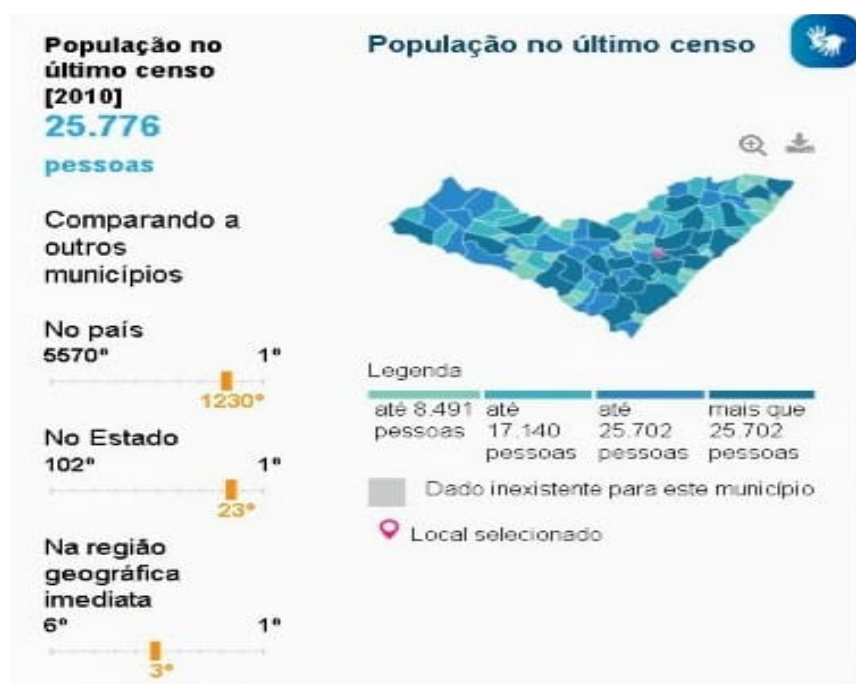 População no
último censo
[2010]
25.776
pessoas
Comparando a
outros
municípios
No país
5570º 1º
1230º
No Estado
102º 1º
23º
Na região
geográfica
imediata
6º 1º
3º
População no último censo
Legenda
até 8.491 pessoas
até 17.140 pessoas
até 25.702 pessoas
mais que 25.702 pessoas
Dado inexistente para este município
Local selecionado